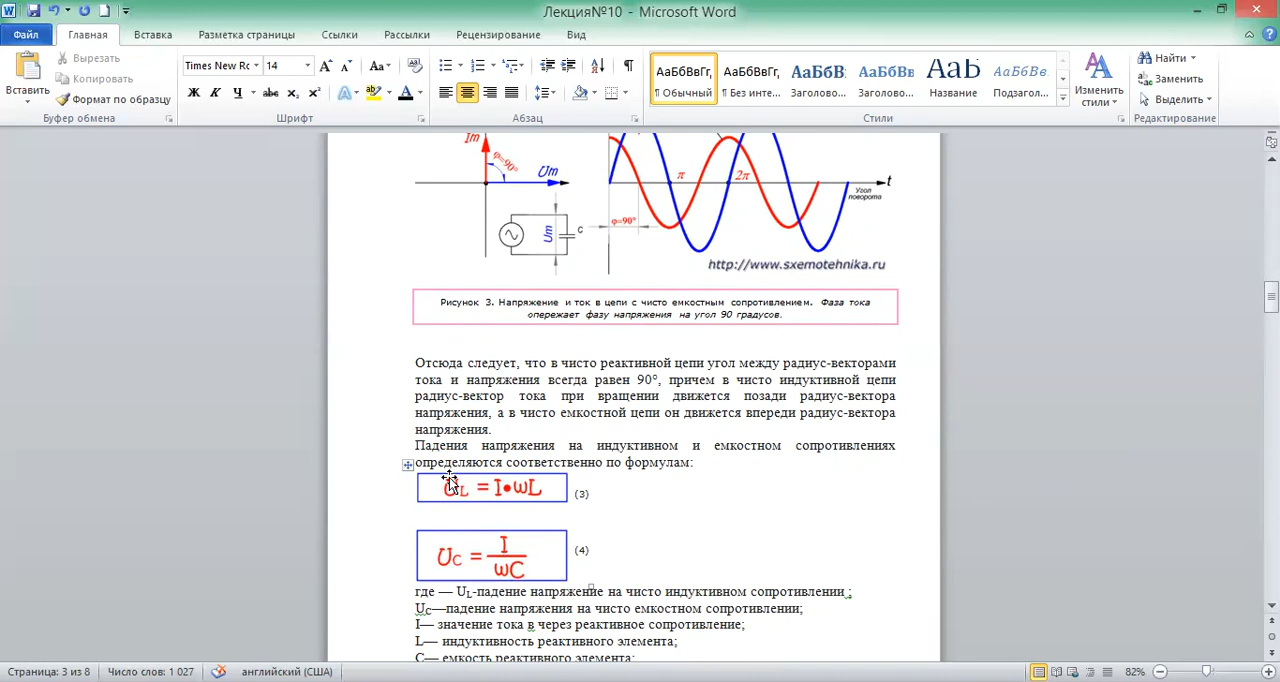 Лекция№10 - Microsoft Word
Файл Главная Вставка Разметка страницы Ссылки Рассылки Рецензирование Вид
Вставить
Вырезать
Копировать
Формат по образцу
Буфер обмена
Times New Rc 14
Ж К Ч abc x₂ x²
Шрифт
Абзац
АаБбВвГг, АаБбВвГг, АаБбВ АаБбВв АаБ АаБбВв
¶ Обычный ¶ Без инте... Заголово... Заголово... Название Подзагол...
Стили
Изменить стили
Найти
Заменить
Выделить
Редактирование
Im
φ=90°
Um
Um
c
π
2π
t
Угол поворота
φ=90°
http://www.sxemotehnika.ru
Рисунок 3. Напряжение и ток в цепи с чисто емкостным сопротивлением. Фаза тока
опережает фазу напряжения на угол 90 градусов.
Отсюда следует, что в чисто реактивной цепи угол между радиус-векторами
тока и напряжения всегда равен 90°, причем в чисто индуктивной цепи
радиус-вектор тока при вращении движется позади радиус-вектора
напряжения, а в чисто емкостной цепи он движется впереди радиус-вектора
напряжения.
Падения напряжения на индуктивном и емкостном сопротивлениях
определяются соответственно по формулам:
UL = I•ωL (3)
UC = I/ωC (4)
где — UL-падение напряжение на чисто индуктивном сопротивлении ;
UC—падение напряжения на чисто емкостном сопротивлении;
I— значение тока в через реактивное сопротивление;
L— индуктивность реактивного элемента;
C— емкость реактивного элемента;
Страница: 3 из 8 Число слов: 1 027 английский (США) 82%